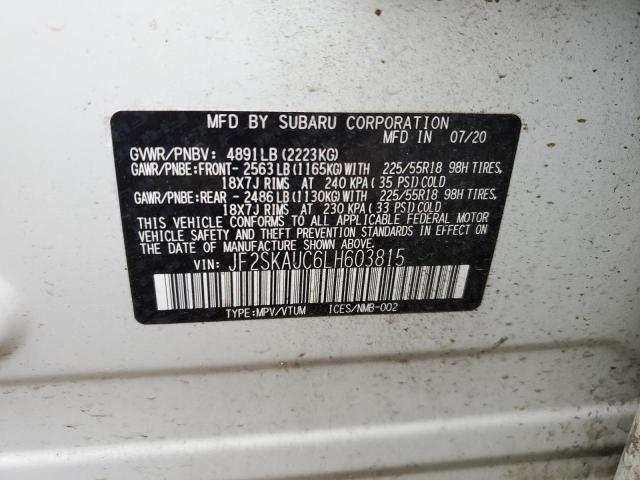 MFD BY SUBARU CORPORATION
MFD IN 07/20
GVWR/PNBV: 4891LB (2223KG)
GAWR/PNBE:FRONT- 2563 LB (1165KG) WITH 225/55R18 98H TIRES,
18X7J RIMS AT 240 KPA ( 35 PSI) COLD
GAWR/PNBE:REAR - 2486 LB (1130KG) WITH 225/55R18 98H TIRES,
18X7J RIMS AT 230 KPA ( 33 PSI) COLD
THIS VEHICLE CONFORMS TO ALL APPLICABLE FEDERAL MOTOR
VEHICLE SAFETY AND THEFT PREVENTION STANDARDS IN EFFECT ON
THE DATE OF MANUFACTURE SHOWN ABOVE.
VIN: JF2SKAUC6LH603815
TYPE:MPV/VTUM ICES/NMB-002